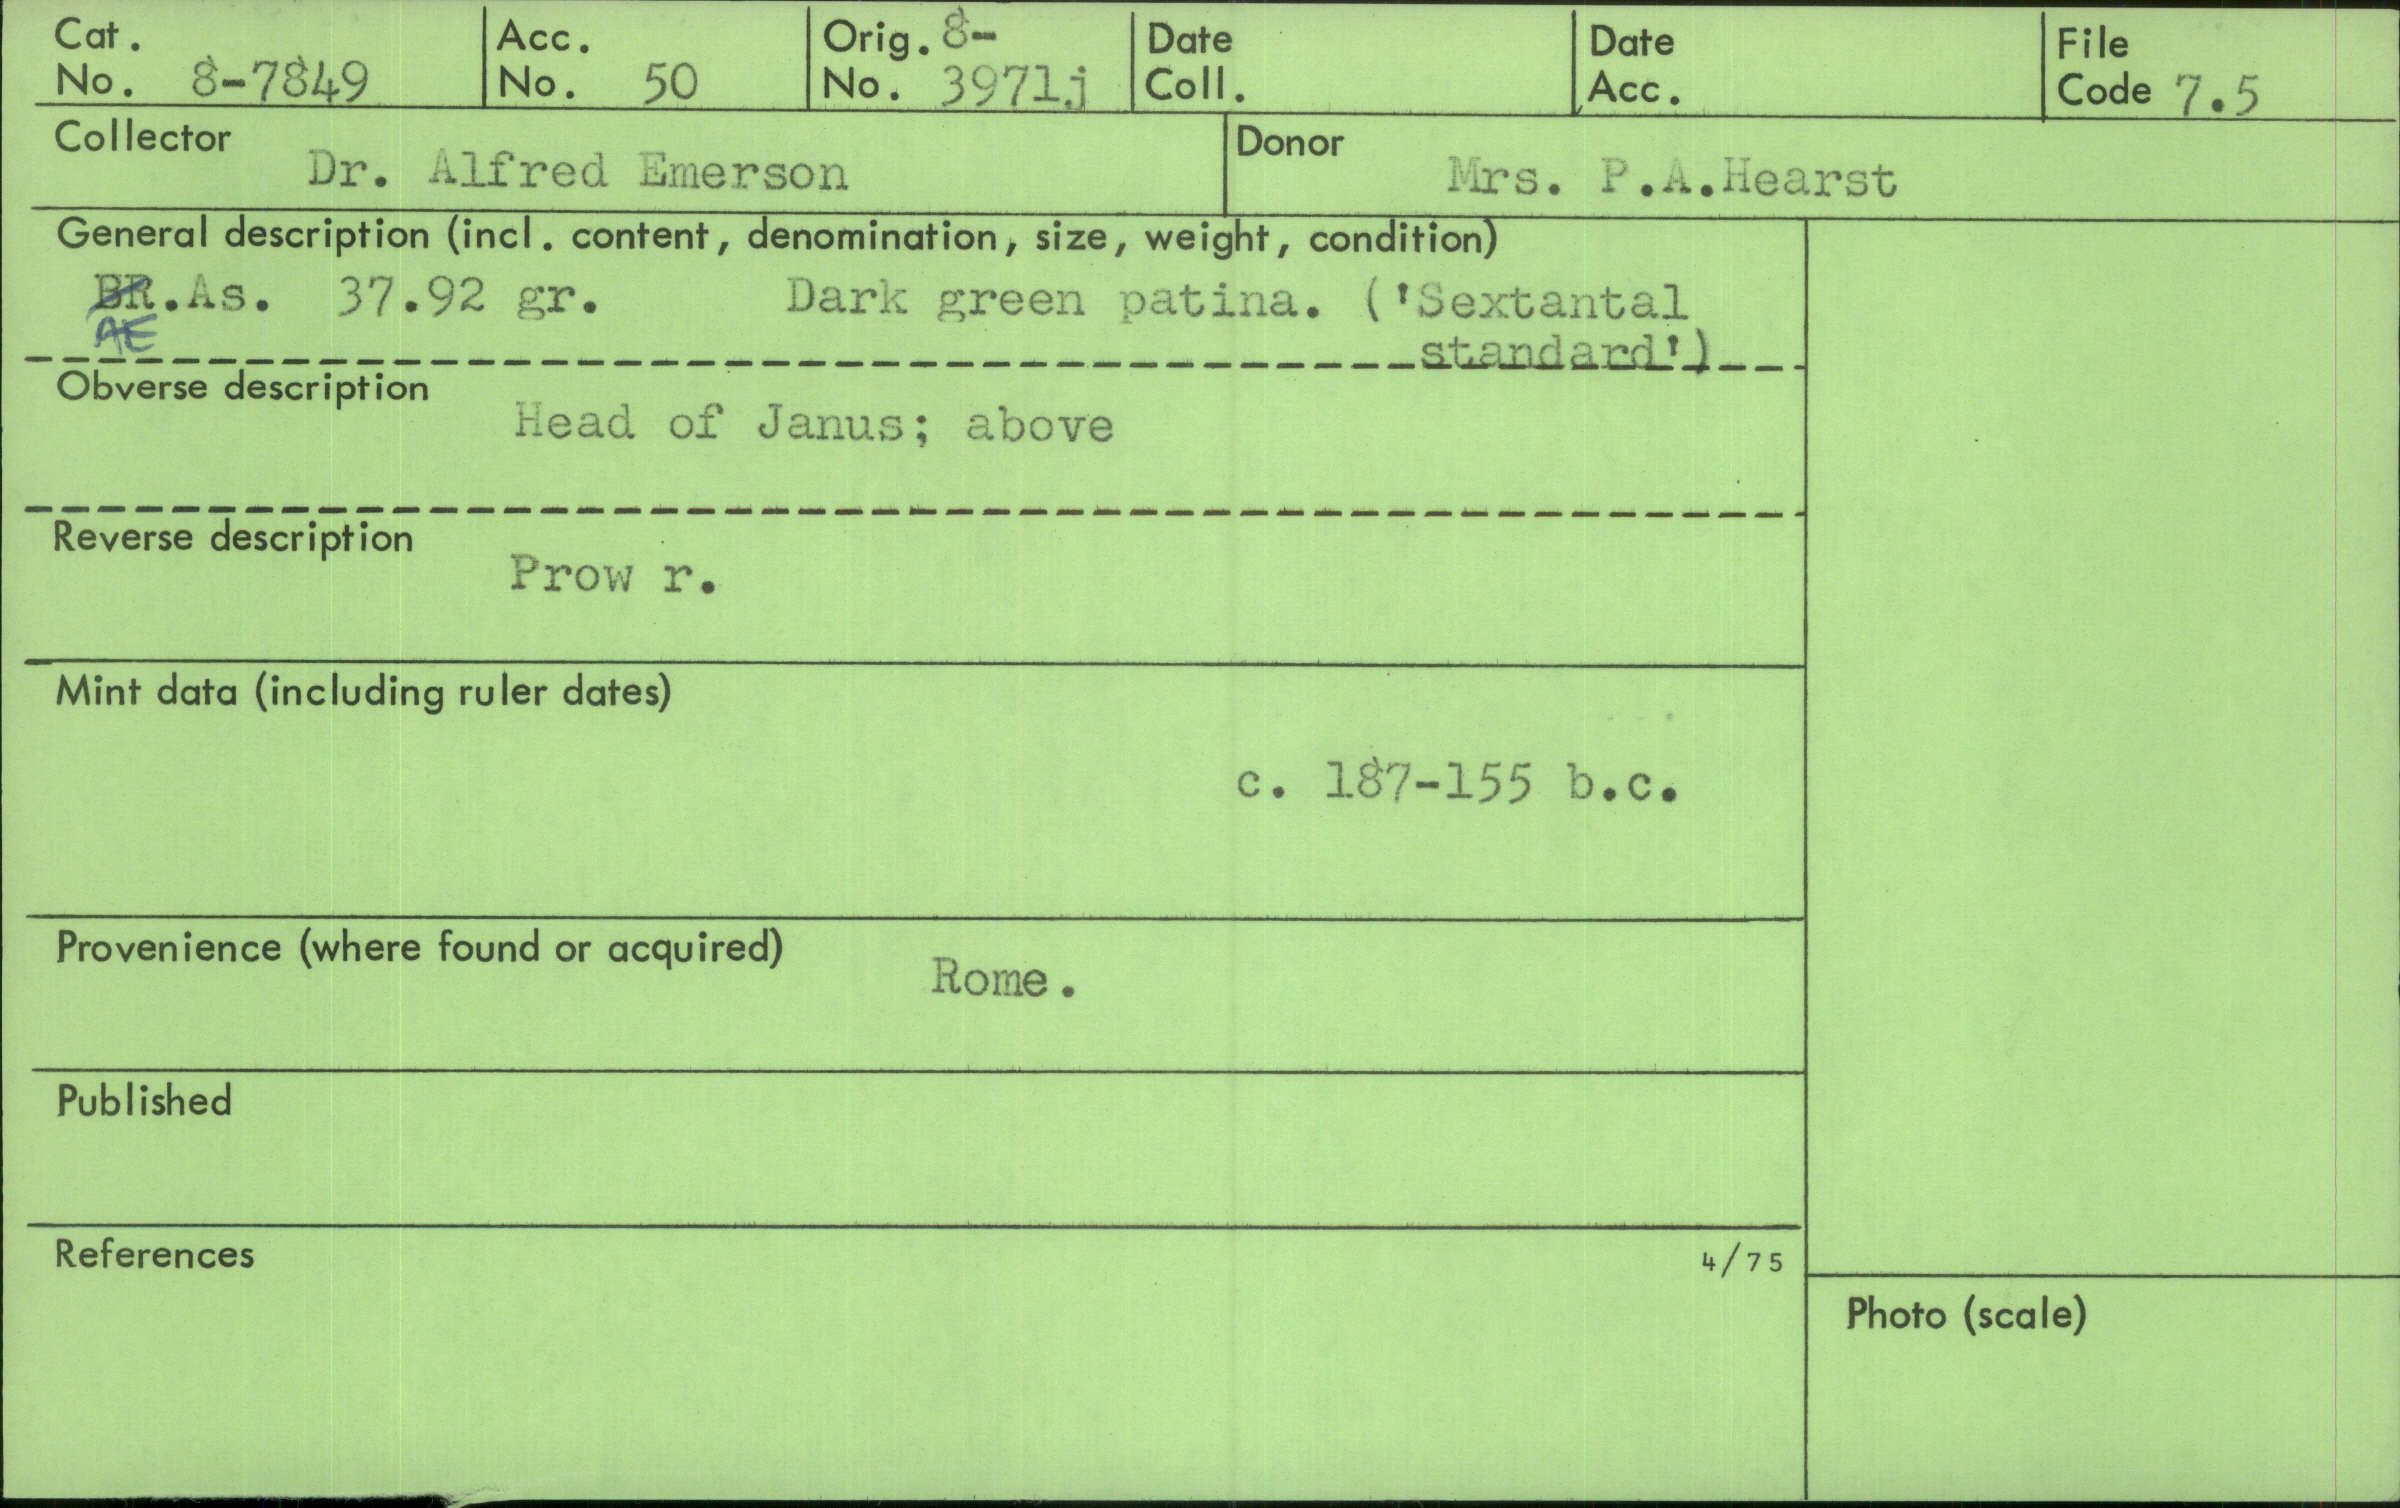 Cat. No. 8-7849 Acc. No. 50 Orig. No. 8-3971j Date Coll. Date Acc. File Code 7.5
Collector Dr. Alfred Emerson Donor Mrs. P.A.Hearst
General description (incl. content, denomination, size, weight, condition)
BR.As. 37.92 gr. Dark green patina. ('Sextantal
AE standard')
Obverse description
Head of Janus; above
Reverse description
Prow r.
Mint data (including ruler dates)
c. 187-155 b.c.
Provenience (where found or acquired)
Rome.
Published
References 4/75
Photo (scale)